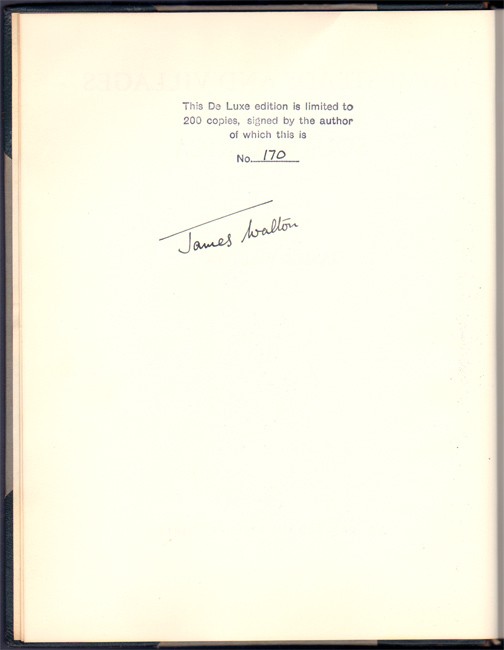 This De Luxe edition is limited to
200 copies, signed by the author
of which this is
No. 170
James Walton